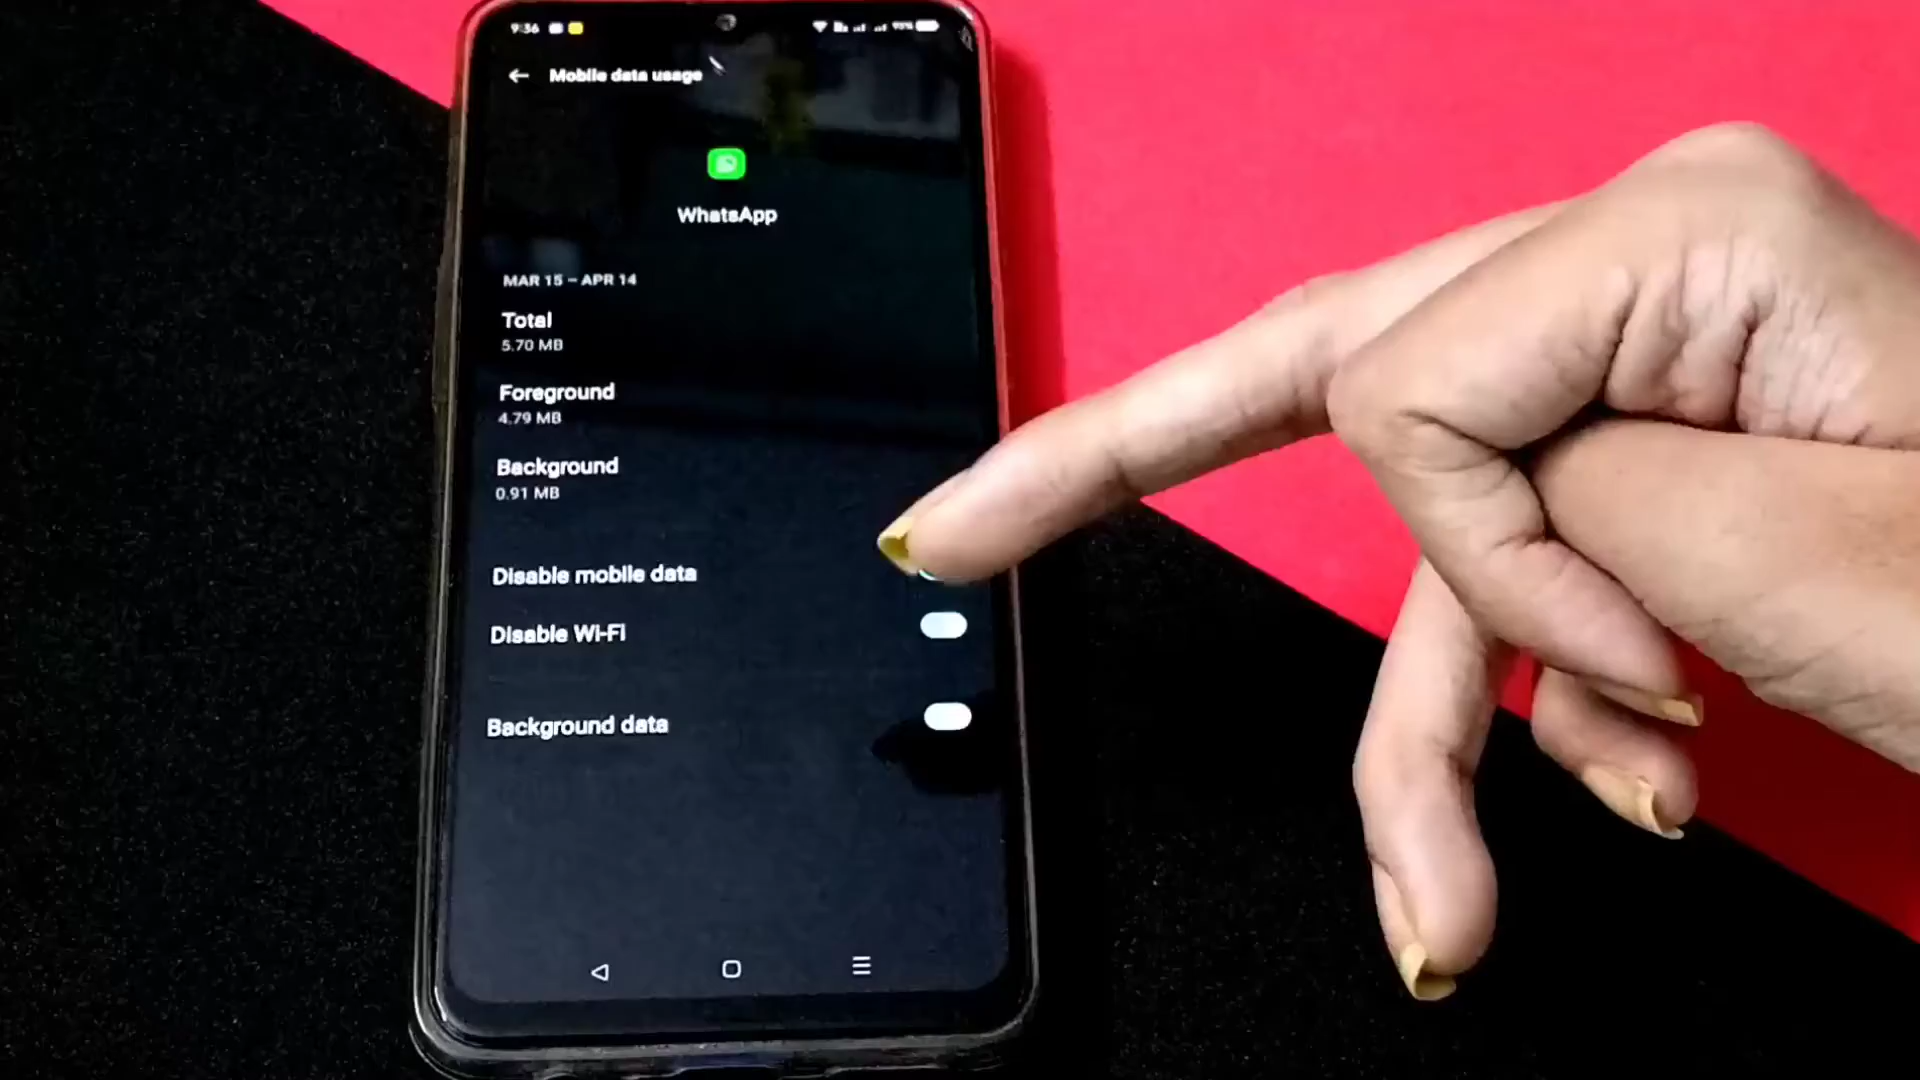 9:36
Mobile data usage
WhatsApp
MAR 15 – APR 14
Total
5.70 MB
Foreground
4.79 MB
Background
0.91 MB
Disable mobile data
Disable Wi-Fi
Background data